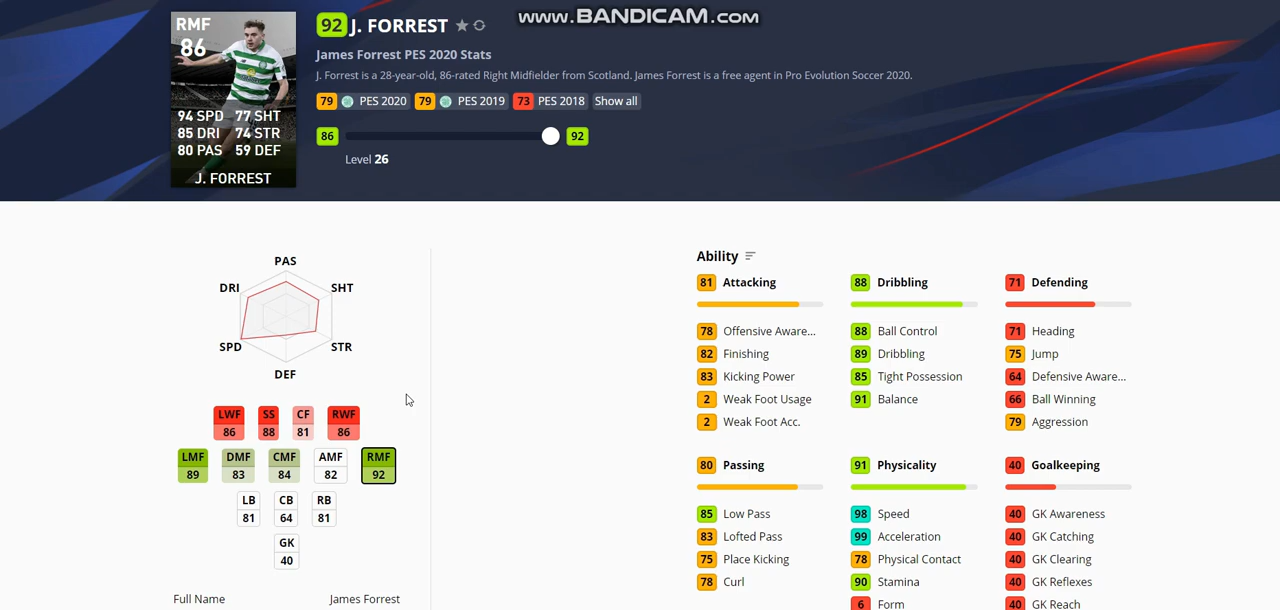 www.BANDICAM.com
RMF
86
94 SPD 77 SHT
85 DRI 74 STR
80 PAS 59 DEF
J. FORREST
92 J. FORREST
James Forrest PES 2020 Stats
J. Forrest is a 28-year-old, 86-rated Right Midfielder from Scotland. James Forrest is a free agent in Pro Evolution Soccer 2020.
79 PES 2020 79 PES 2019 73 PES 2018 Show all
86 92
Level 26
PAS
DRI SHT
SPD STR
DEF
LWF SS CF RWF
86 88 81 86
LMF DMF CMF AMF RMF
89 83 84 82 92
LB CB RB
81 64 81
GK
40
Full Name James Forrest
Ability
81 Attacking 88 Dribbling 71 Defending
78 Offensive Aware... 88 Ball Control 71 Heading
82 Finishing 89 Dribbling 75 Jump
83 Kicking Power 85 Tight Possession 64 Defensive Aware...
2 Weak Foot Usage 91 Balance 66 Ball Winning
2 Weak Foot Acc. 79 Aggression
80 Passing 91 Physicality 40 Goalkeeping
85 Low Pass 98 Speed 40 GK Awareness
83 Lofted Pass 99 Acceleration 40 GK Catching
75 Place Kicking 78 Physical Contact 40 GK Clearing
78 Curl 90 Stamina 40 GK Reflexes
6 Form 40 GK Reach